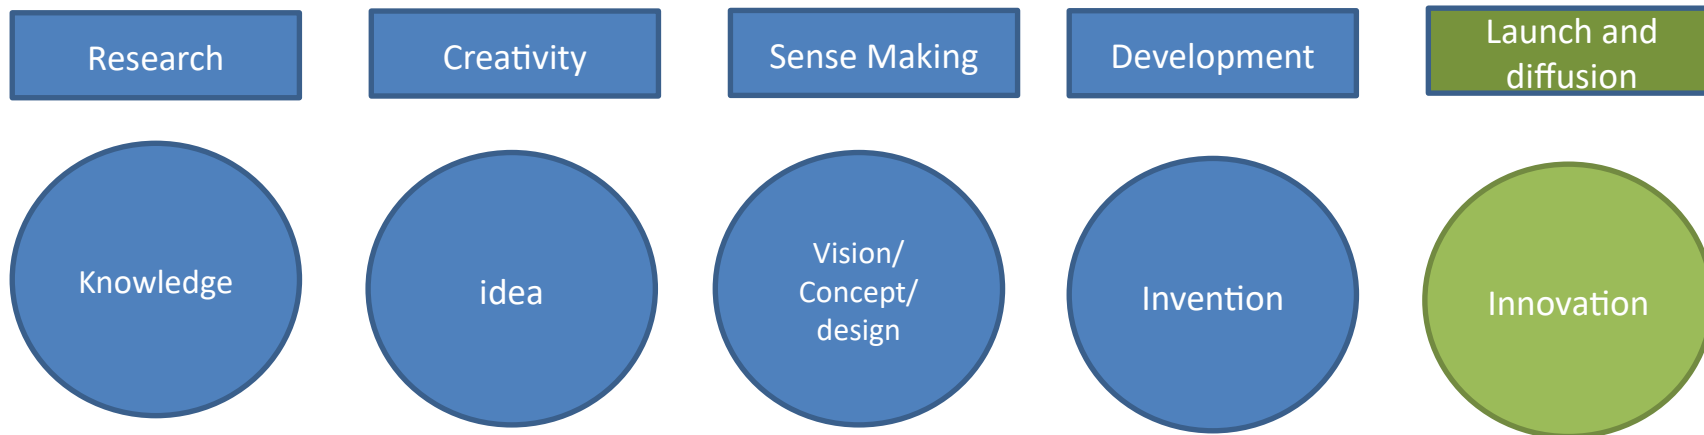 Research
Creativity
Sense Making
Development
Launch and
diffusion
Knowledge
idea
Vision/
Concept/
design
Invention
Innovation